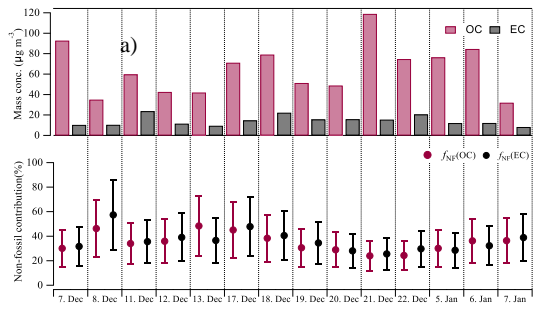 120
100
80
60
40
20
0
Mass conc. (µg m⁻³)
a)
OC EC
100
80
60
40
20
0
Non-fossil contribution(%)
fNF(OC) fNF(EC)
7. Dec 8. Dec 11. Dec 12. Dec 13. Dec 17. Dec 18. Dec 19. Dec 20. Dec 21. Dec 22. Dec 5. Jan 6. Jan 7. Jan